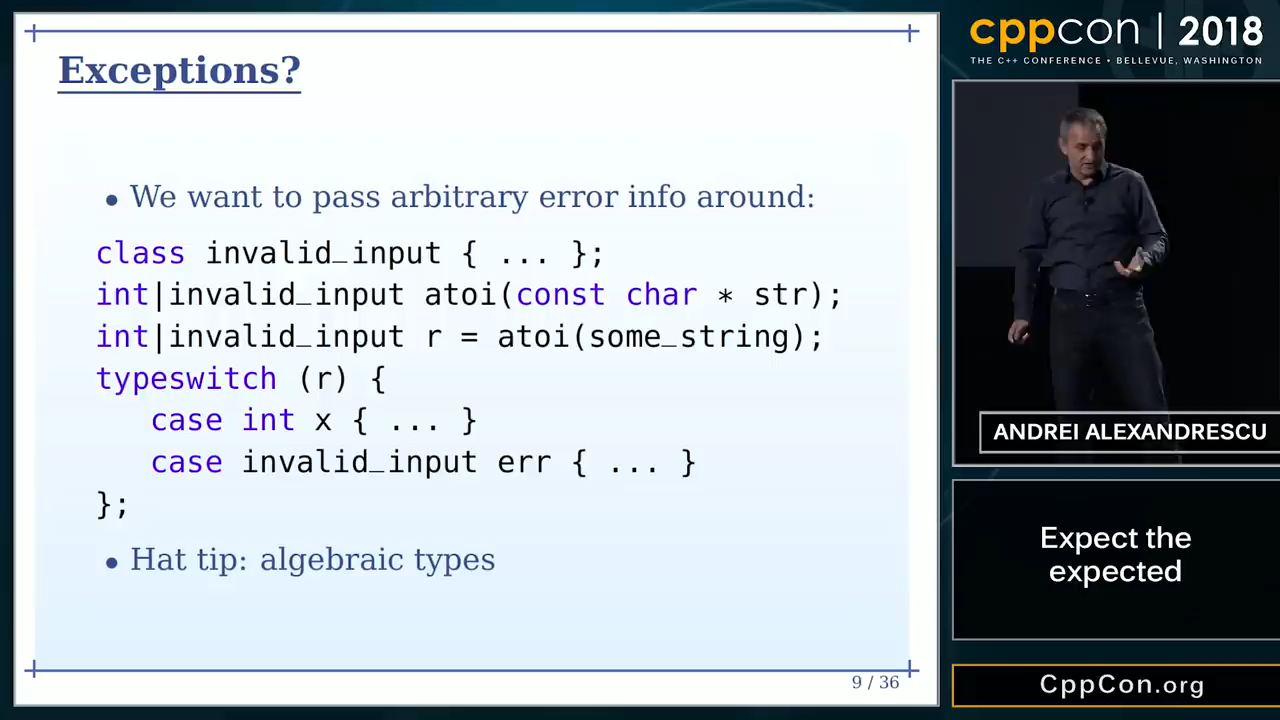 Exceptions?
• We want to pass arbitrary error info around:
class invalid_input { ... };
int|invalid_input atoi(const char * str);
int|invalid_input r = atoi(some_string);
typeswitch (r) {
case int x { ... }
case invalid_input err { ... }
};
• Hat tip: algebraic types
9 / 36
cppcon | 2018
THE C++ CONFERENCE • BELLEVUE, WASHINGTON
ANDREI ALEXANDRESCU
Expect the
expected
CppCon.org